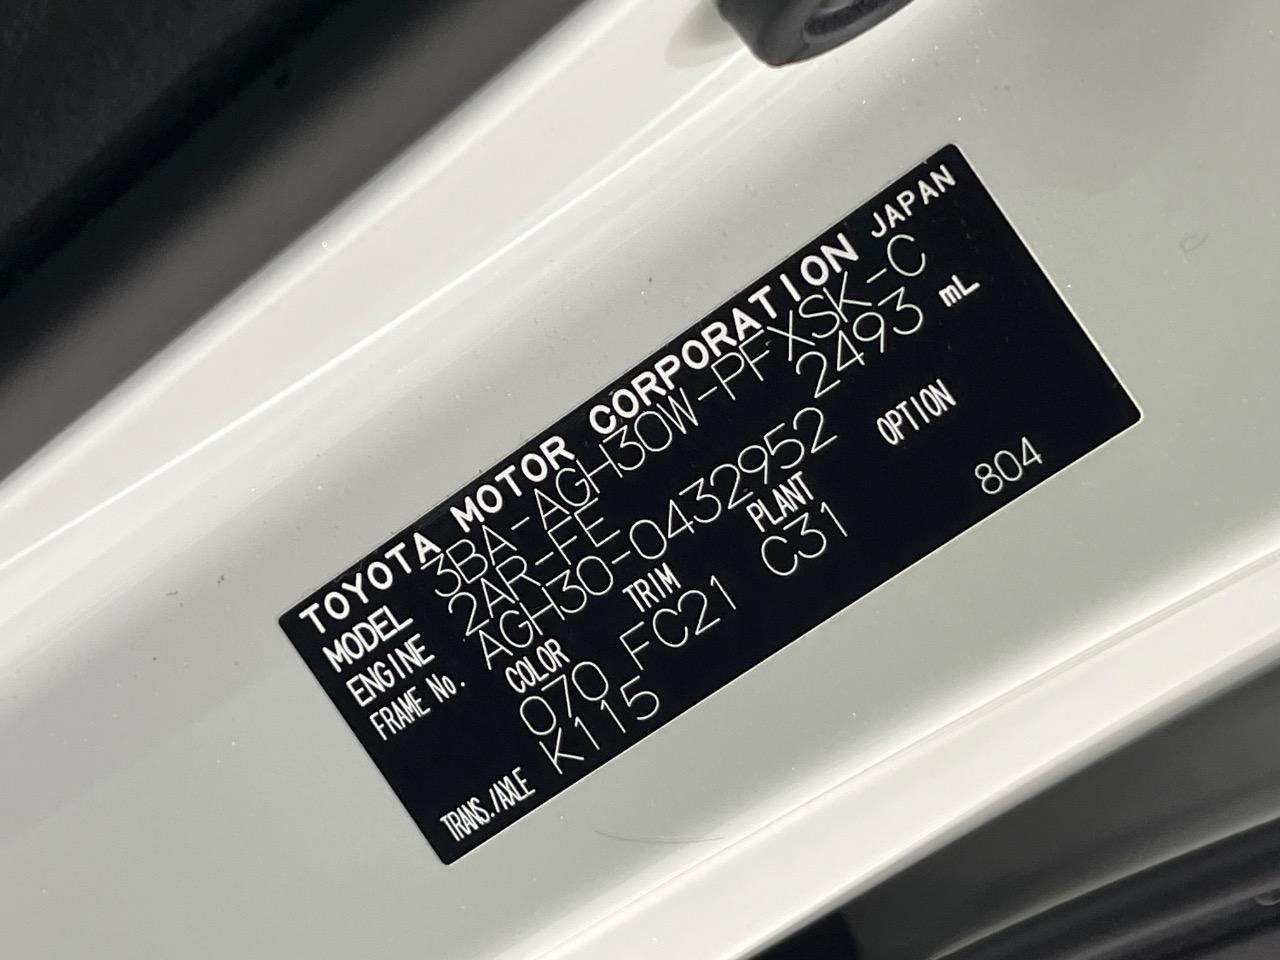 TOYOTA MOTOR CORPORATION JAPAN
MODEL 3BA-AGH30W-PFXSK-C
ENGINE 2AR-FE 2493 mL
FRAME No. AGH30-0432952
COLOR TRIM PLANT OPTION
070 FC21 C31 804
TRANS./AXLE K115